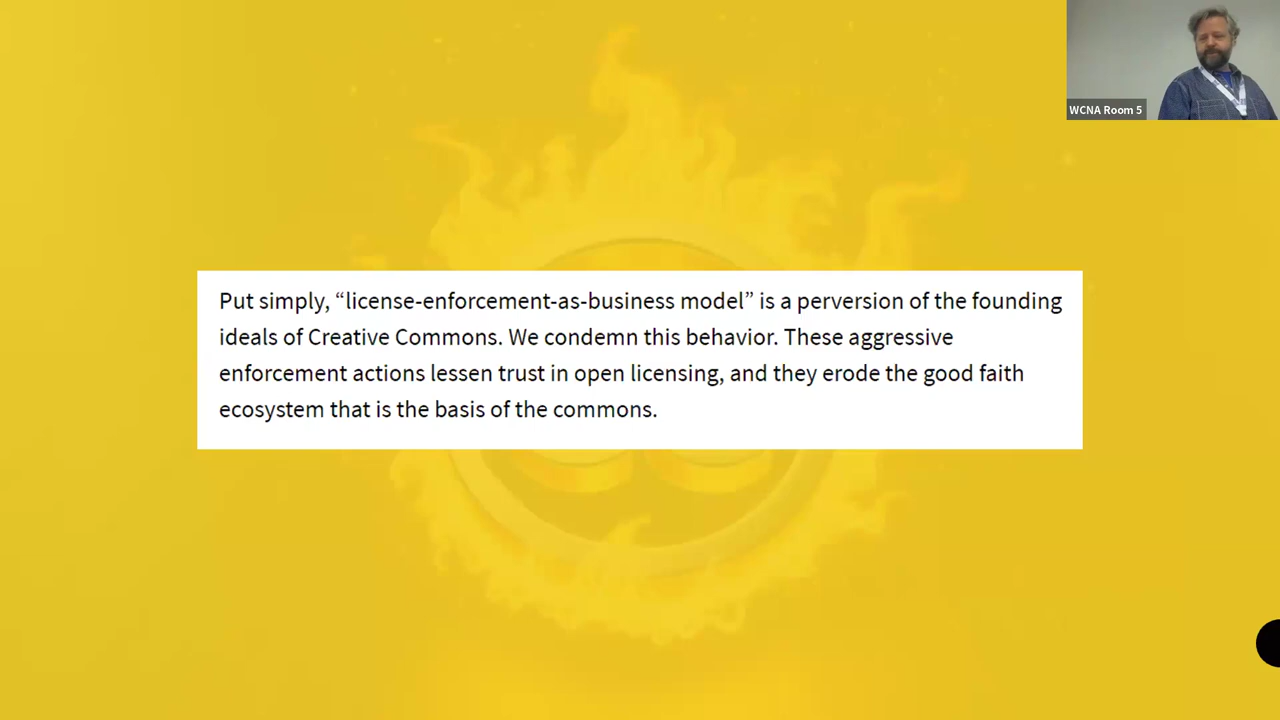 WCNA Room 5
Put simply, “license-enforcement-as-business model” is a perversion of the founding
ideals of Creative Commons. We condemn this behavior. These aggressive
enforcement actions lessen trust in open licensing, and they erode the good faith
ecosystem that is the basis of the commons.